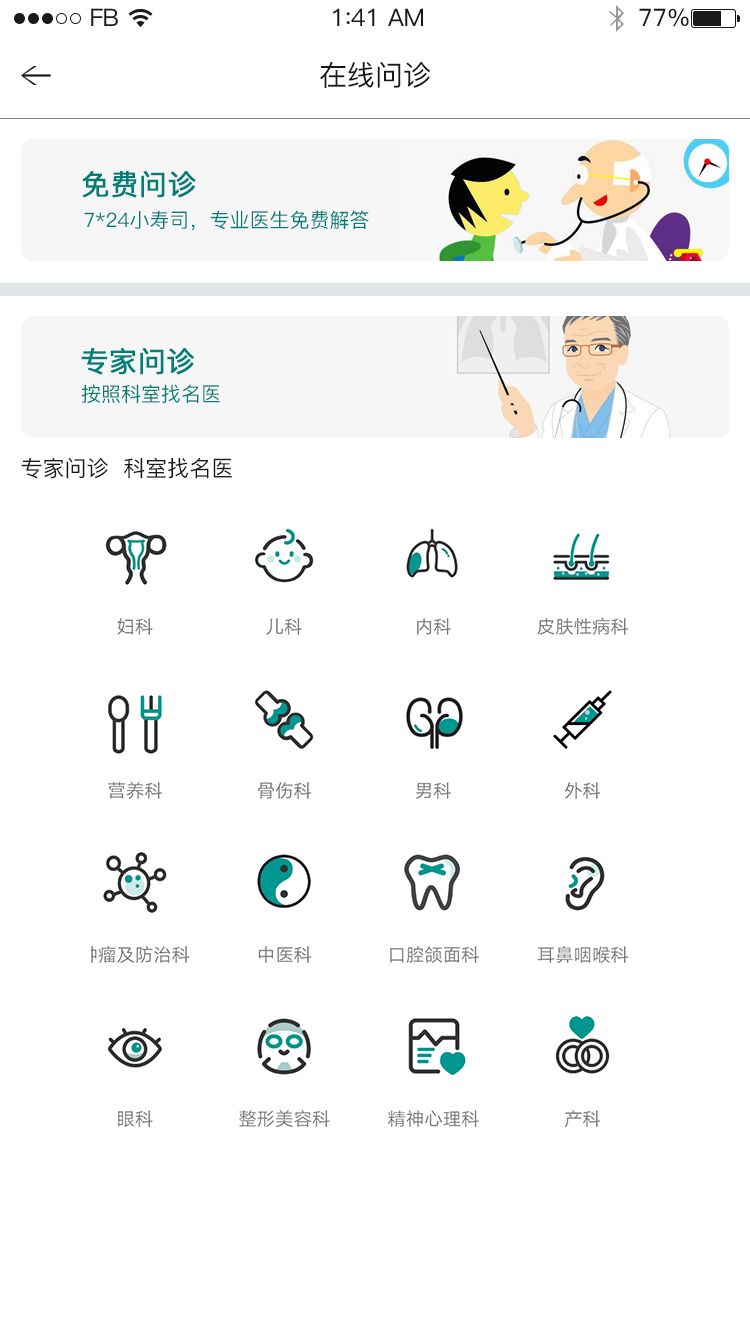 FB 1:41 AM 77%
在线问诊
免费问诊
7*24小寿司，专业医生免费解答
专家问诊
按照科室找名医
专家问诊 科室找名医
妇科 儿科 内科 皮肤性病科
营养科 骨伤科 男科 外科
肿瘤及防治科 中医科 口腔颌面科 耳鼻咽喉科
眼科 整形美容科 精神心理科 产科